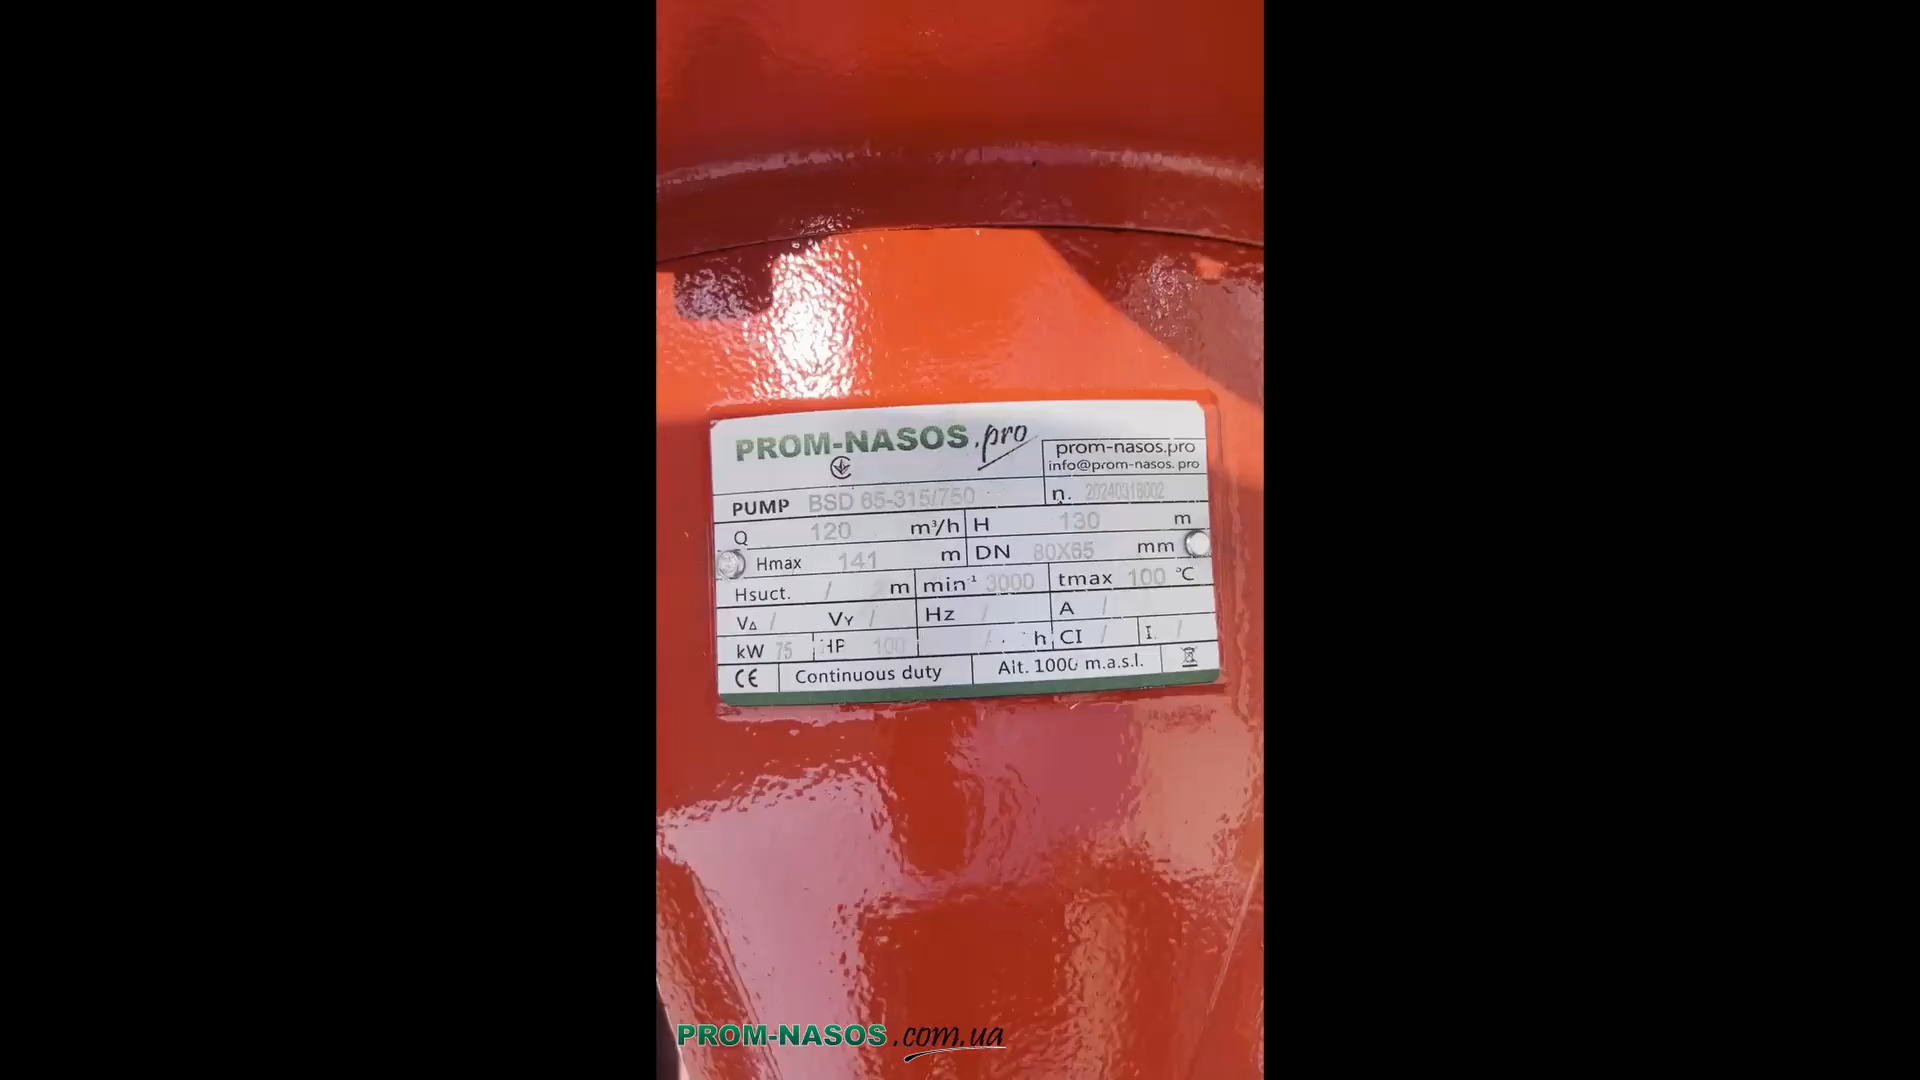 PROM-NASOS.pro
prom-nasos.pro
info@prom-nasos.pro
PUMP BSD 65-315/750 n. 20240318002
Q 120 m³/h H 130 m
Hmax 141 m DN 80X65 mm
Hsuct. / m min⁻¹ 3000 tmax 100 °C
VΔ / VY / Hz / A /
kW 75 HP 100 / h CI / I /
CE Continuous duty Alt. 1000 m.a.s.l.
PROM-NASOS.com.ua